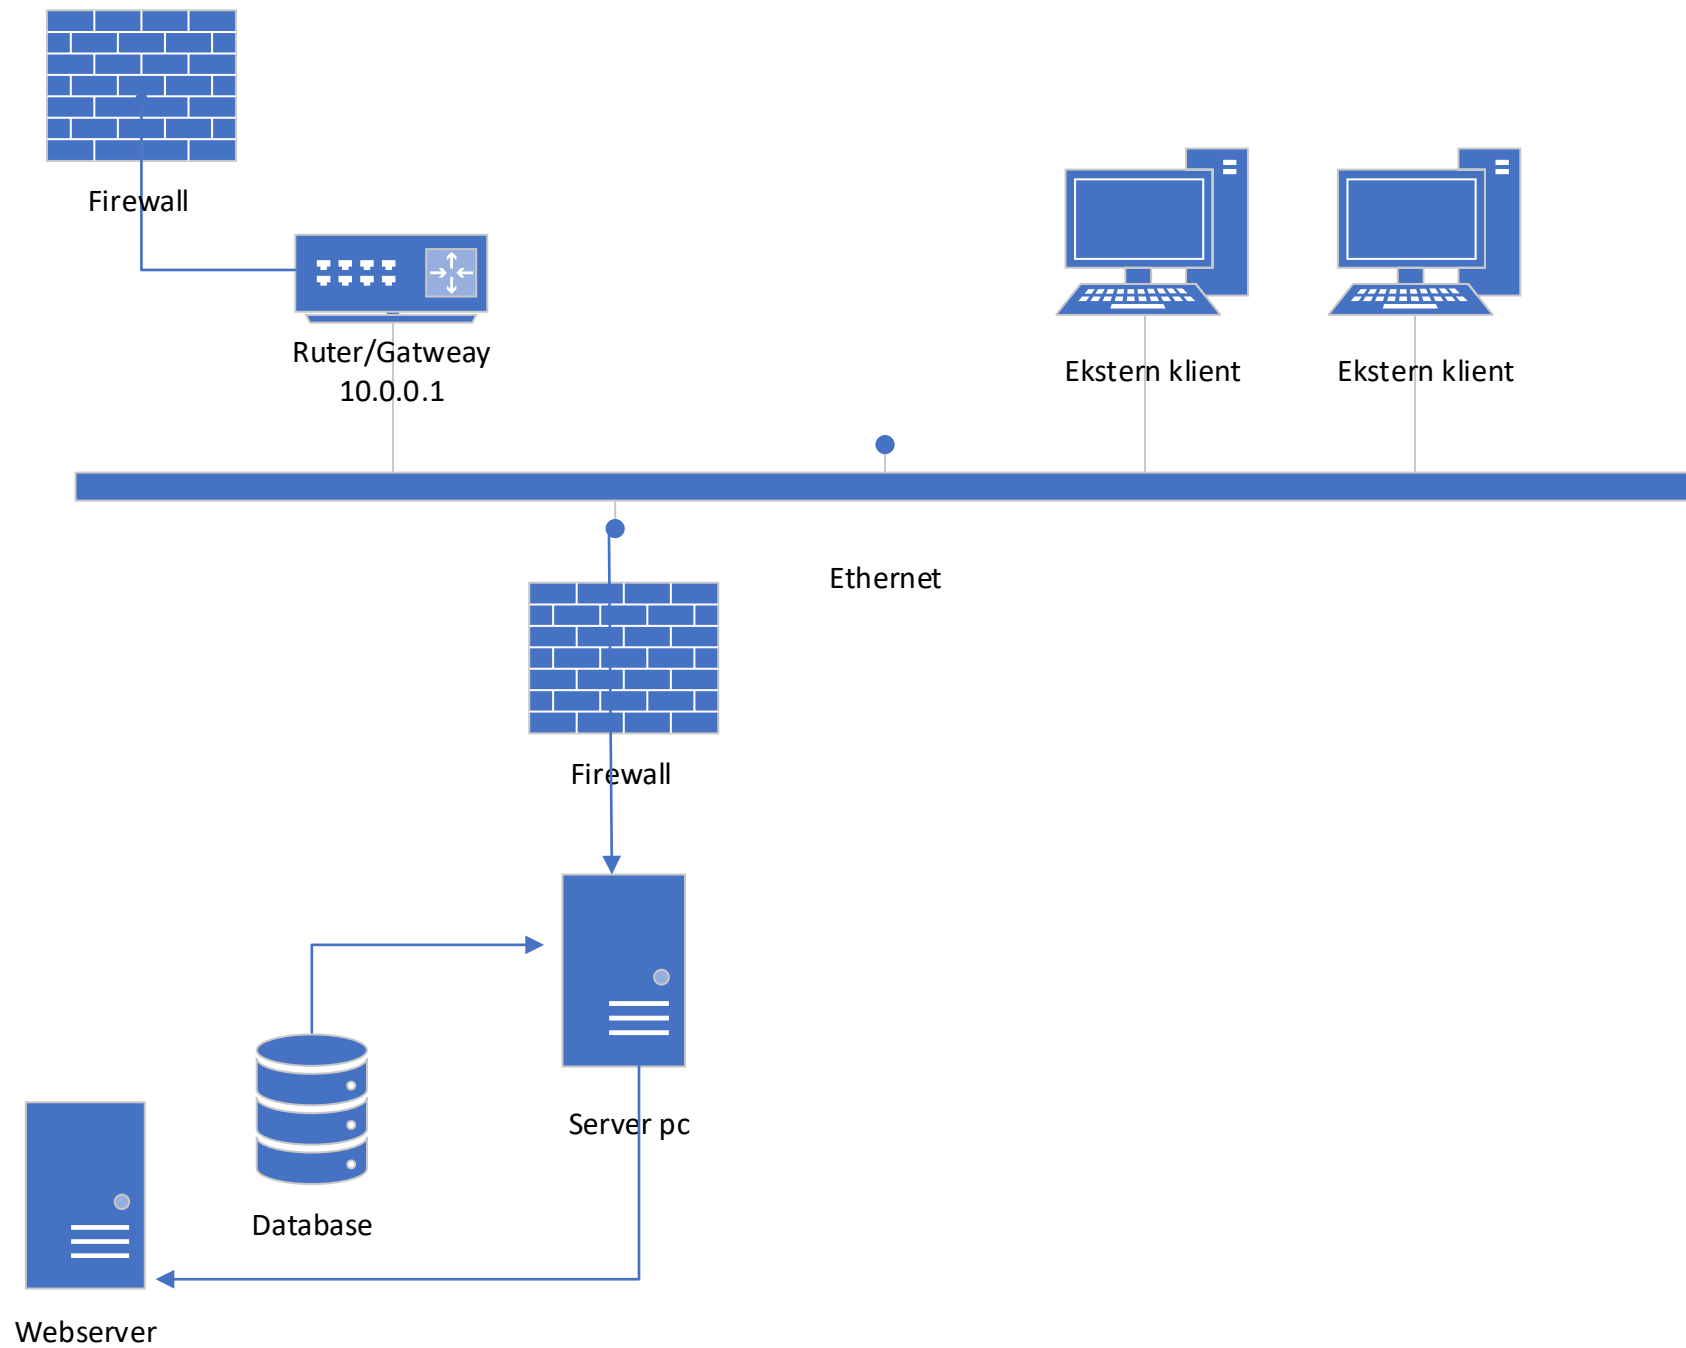 Firewall
Ruter/Gatweay
10.0.0.1
Ekstern klient
Ekstern klient
Ethernet
Firewall
Server pc
Database
Webserver